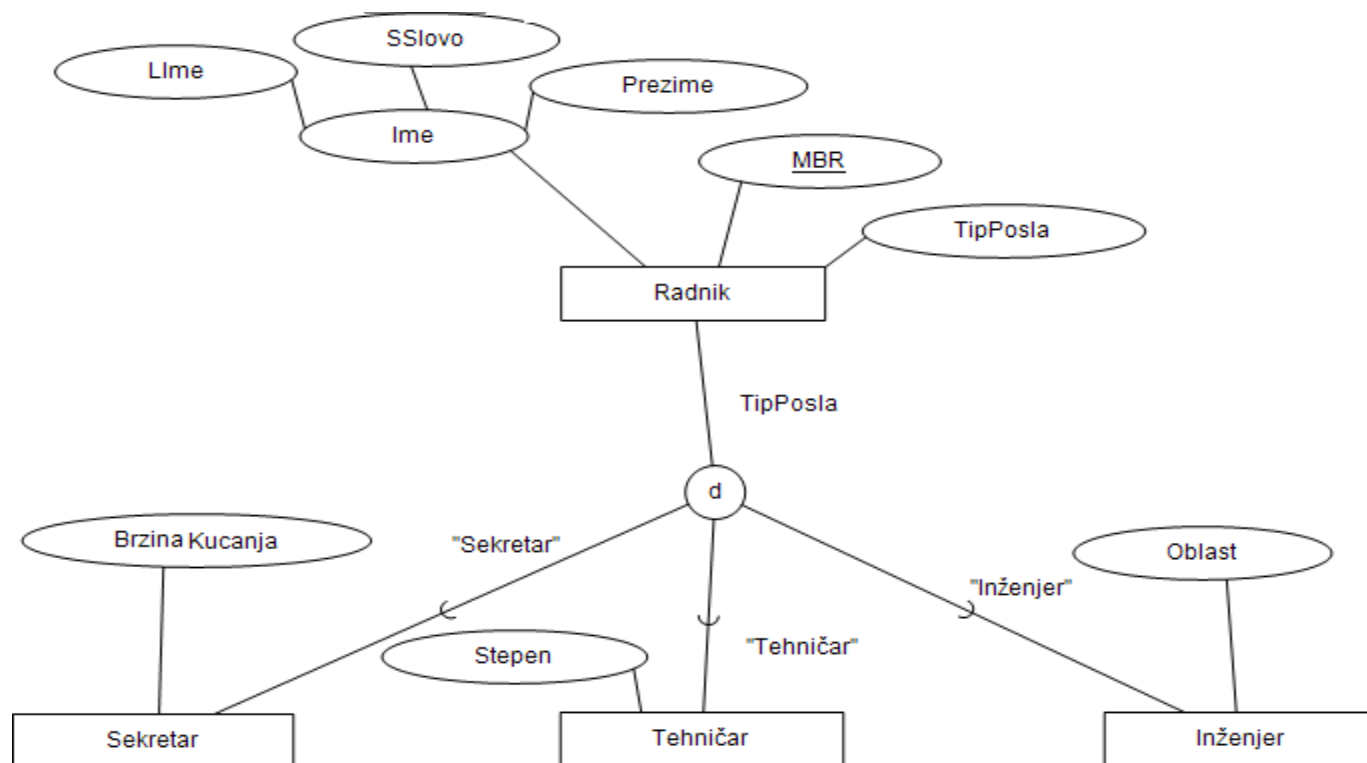 SSlovo
LIme
Prezime
Ime
MBR
TipPosla
Radnik
TipPosla
d
Brzina Kucanja
"Sekretar"
Oblast
"Inženjer"
"Tehničar"
Stepen
Sekretar
Tehničar
Inženjer